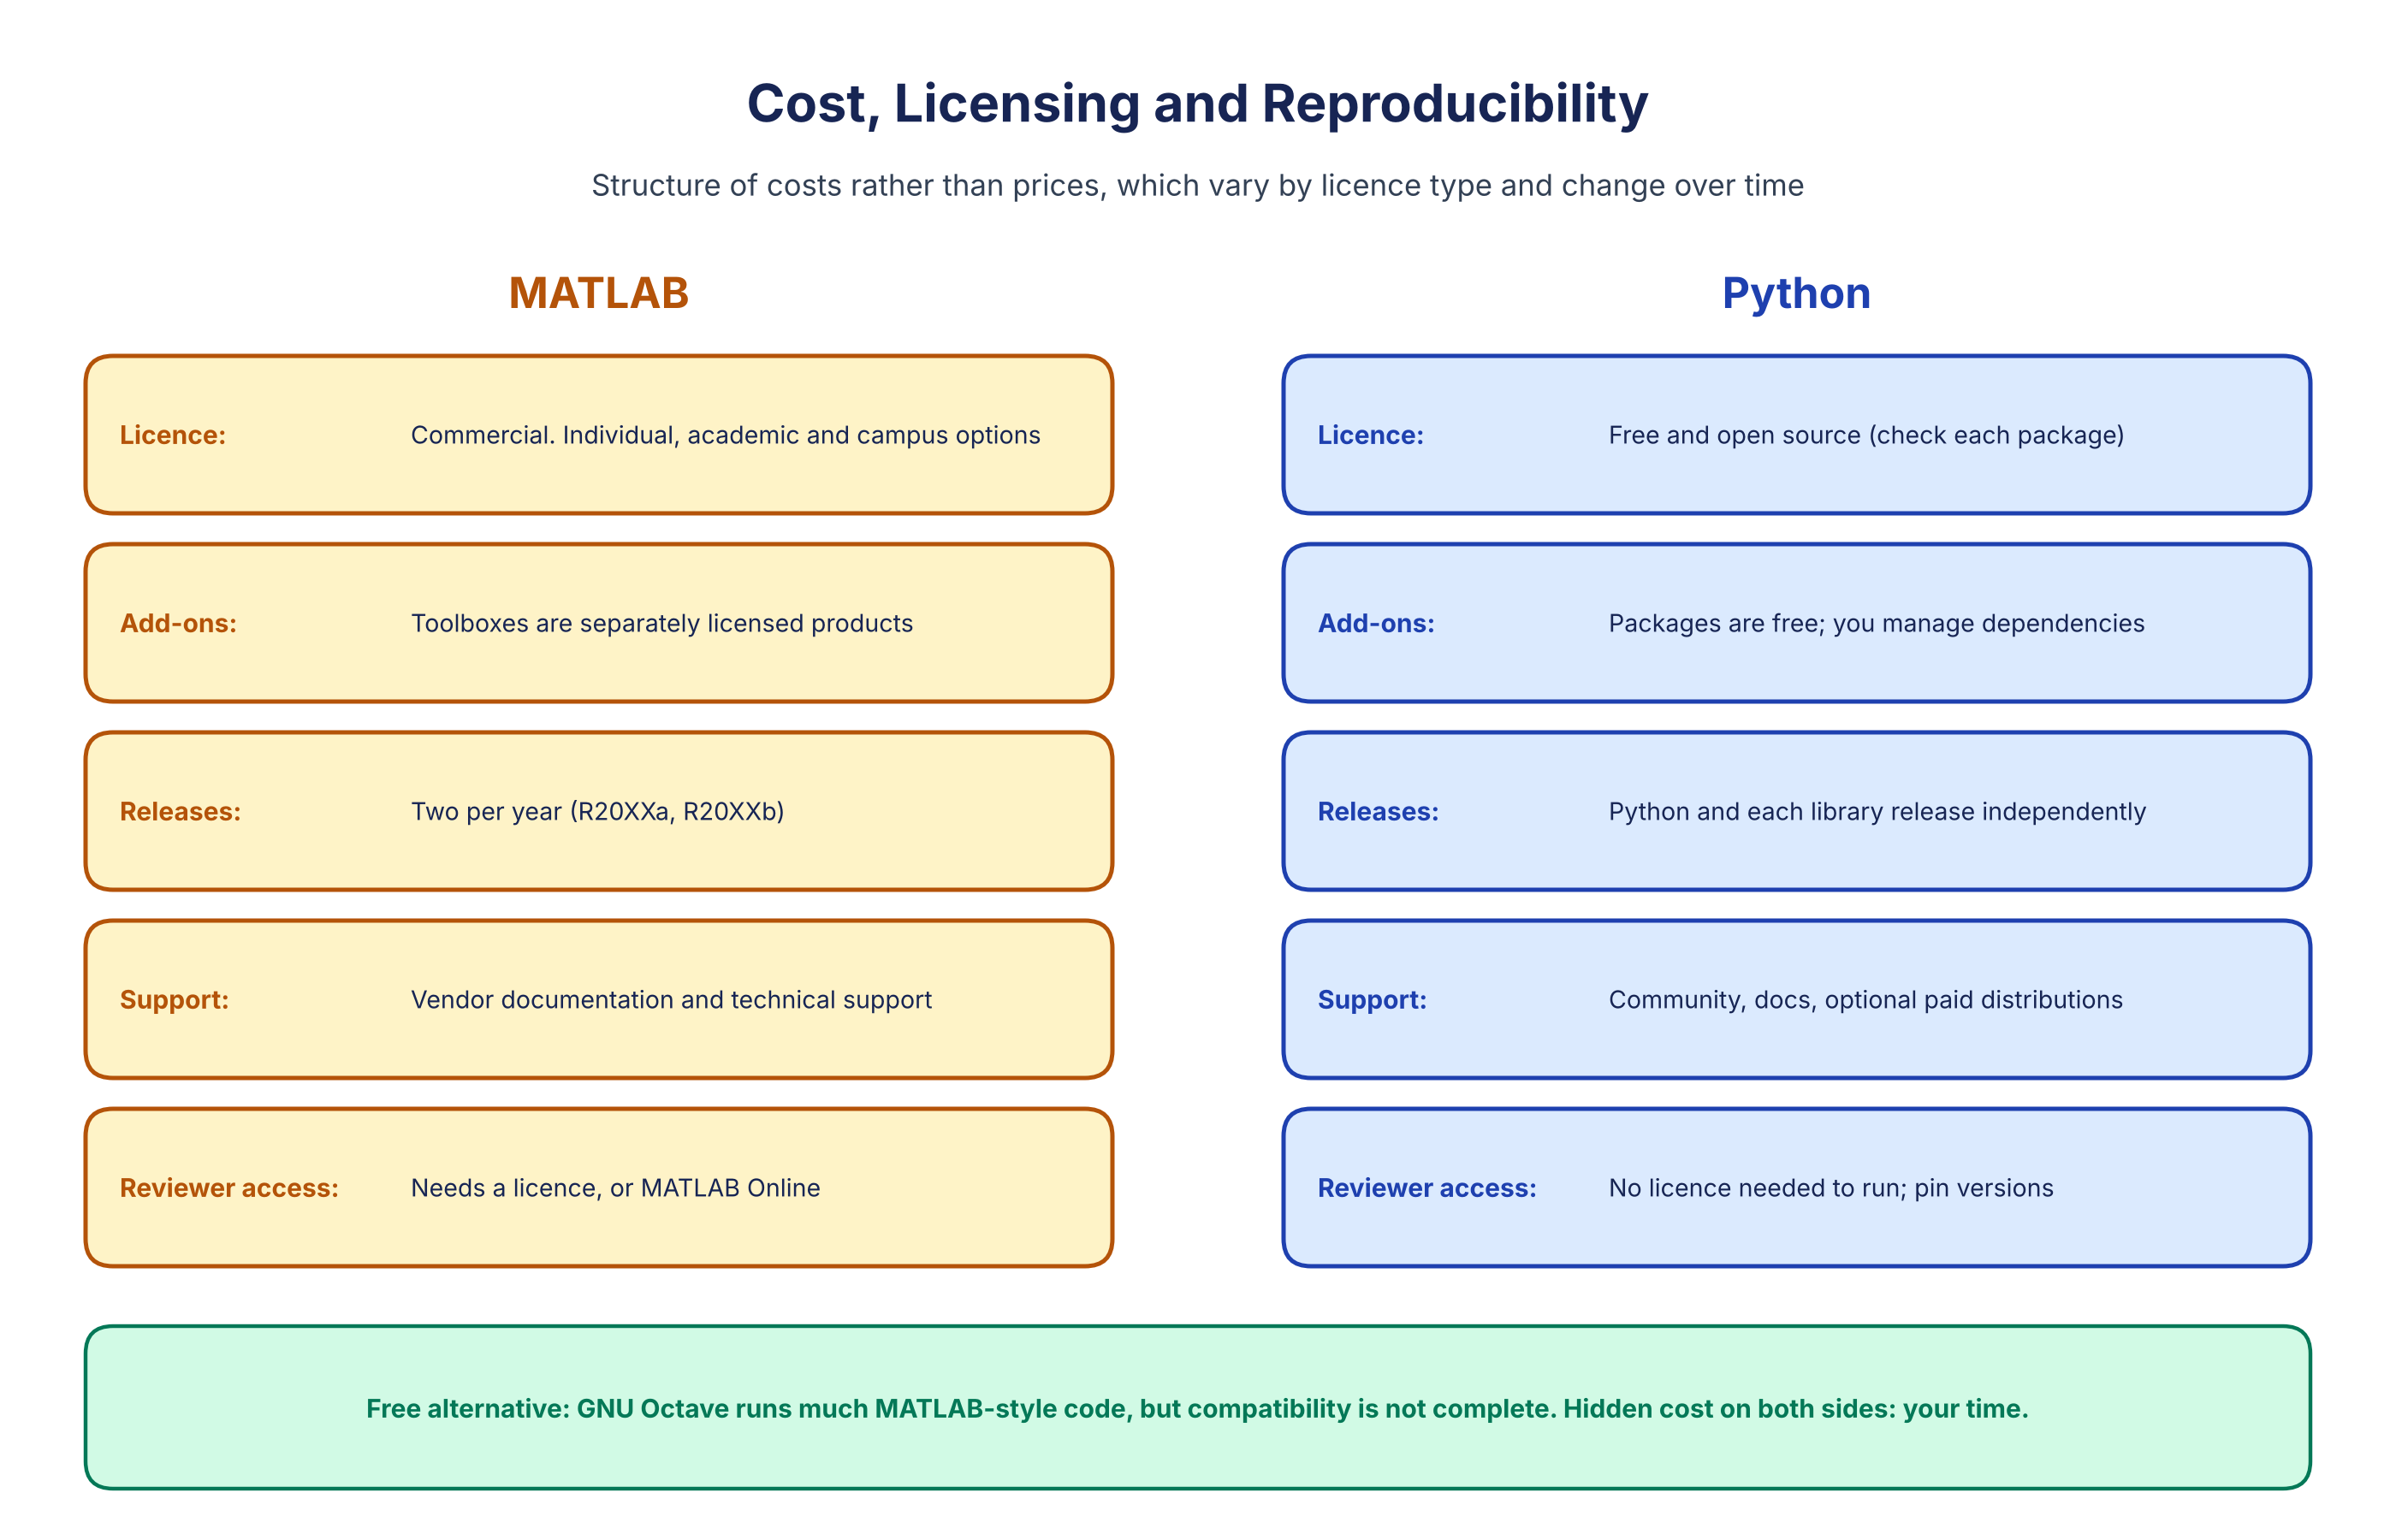 Cost, Licensing and Reproducibility
Structure of costs rather than prices, which vary by licence type and change over time
MATLAB
Licence: Commercial. Individual, academic and campus options
Add-ons: Toolboxes are separately licensed products
Releases: Two per year (R20XXa, R20XXb)
Support: Vendor documentation and technical support
Reviewer access: Needs a licence, or MATLAB Online
Python
Licence: Free and open source (check each package)
Add-ons: Packages are free; you manage dependencies
Releases: Python and each library release independently
Support: Community, docs, optional paid distributions
Reviewer access: No licence needed to run; pin versions
Free alternative: GNU Octave runs much MATLAB-style code, but compatibility is not complete. Hidden cost on both sides: your time.